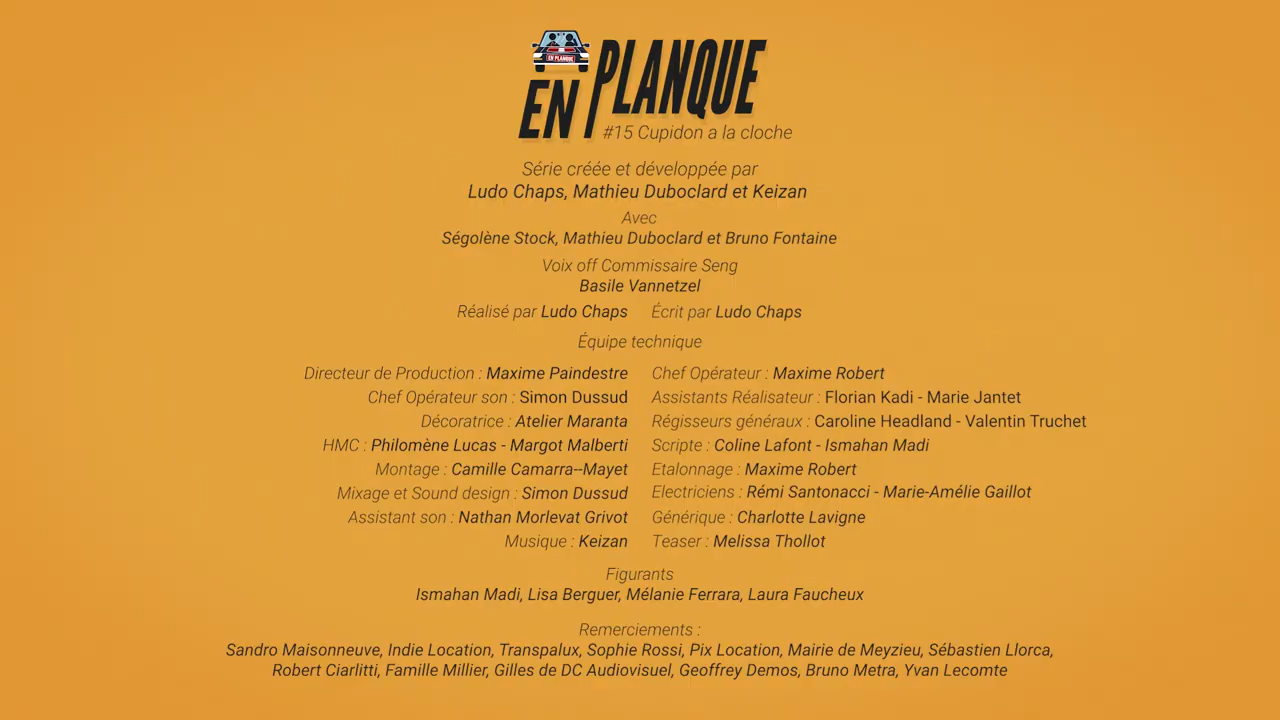 EN PLANQUE
EN PLANQUE
#15 Cupidon a la cloche
Série créée et développée par
Ludo Chaps, Mathieu Duboclard et Keizan
Avec
Ségolène Stock, Mathieu Duboclard et Bruno Fontaine
Voix off Commissaire Seng
Basile Vannetzel
Réalisé par Ludo Chaps Écrit par Ludo Chaps
Équipe technique
Directeur de Production : Maxime Paindestre
Chef Opérateur son : Simon Dussud
Décoratrice : Atelier Maranta
HMC : Philomène Lucas - Margot Malberti
Montage : Camille Camarra--Mayet
Mixage et Sound design : Simon Dussud
Assistant son : Nathan Morlevat Grivot
Musique : Keizan
Chef Opérateur : Maxime Robert
Assistants Réalisateur : Florian Kadi - Marie Jantet
Régisseurs généraux : Caroline Headland - Valentin Truchet
Scripte : Coline Lafont - Ismahan Madi
Etalonnage : Maxime Robert
Electriciens : Rémi Santonacci - Marie-Amélie Gaillot
Générique : Charlotte Lavigne
Teaser : Melissa Thollot
Figurants
Ismahan Madi, Lisa Berguer, Mélanie Ferrara, Laura Faucheux
Remerciements :
Sandro Maisonneuve, Indie Location, Transpalux, Sophie Rossi, Pix Location, Mairie de Meyzieu, Sébastien Llorca,
Robert Ciarlitti, Famille Millier, Gilles de DC Audiovisuel, Geoffrey Demos, Bruno Metra, Yvan Lecomte